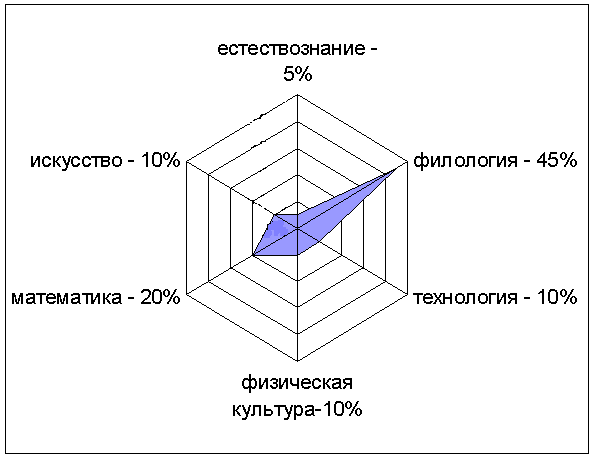 естествознание -
5%
искусство - 10%
филология - 45%
математика - 20%
технология - 10%
физическая
культура-10%